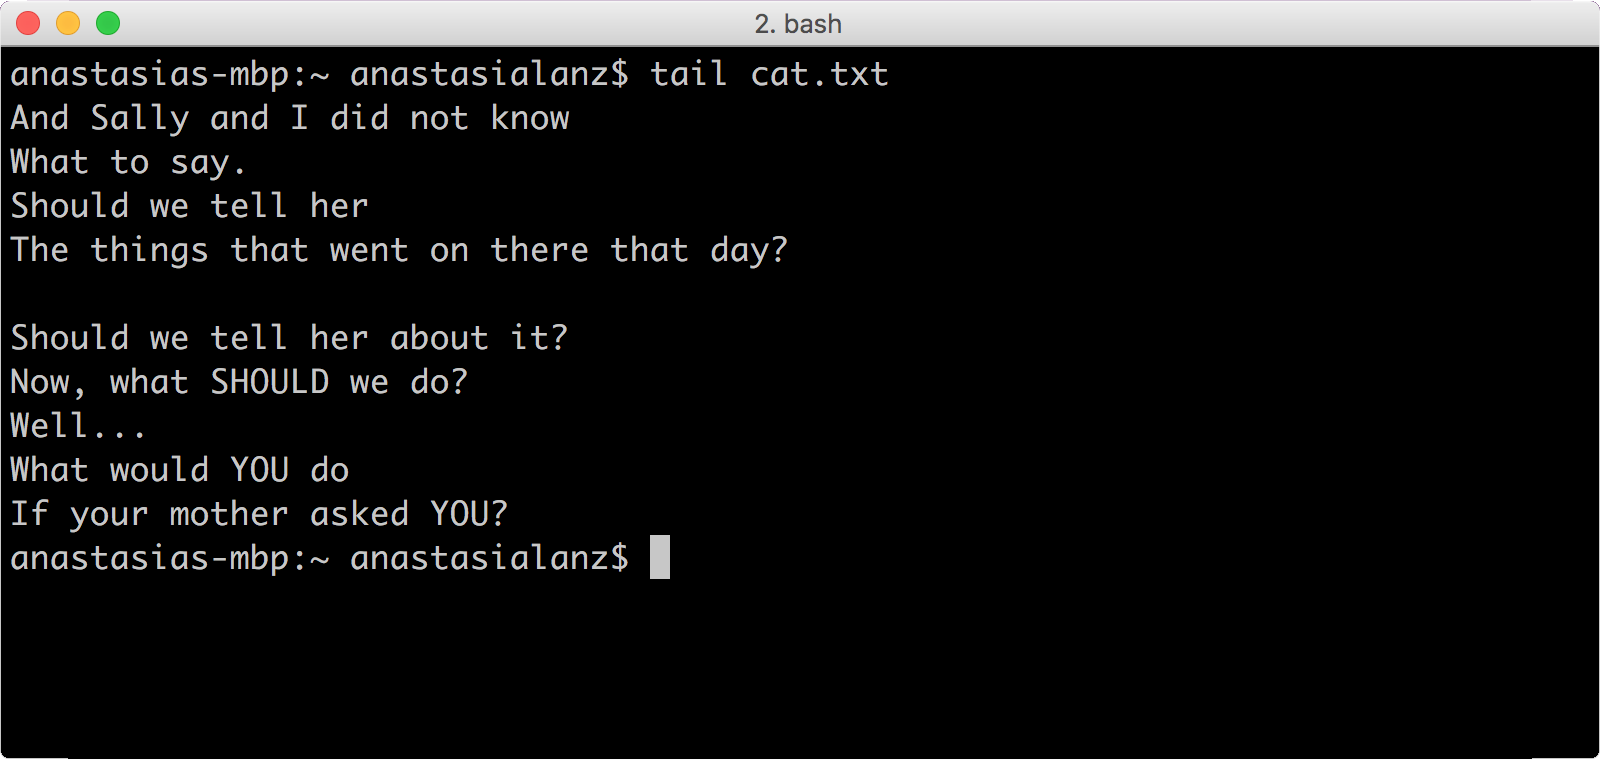 2. bash
anastasias-mbp:~ anastasialanz$ tail cat.txt
And Sally and I did not know
What to say.
Should we tell her
The things that went on there that day?

Should we tell her about it?
Now, what SHOULD we do?
Well...
What would YOU do
If your mother asked YOU?
anastasias-mbp:~ anastasialanz$